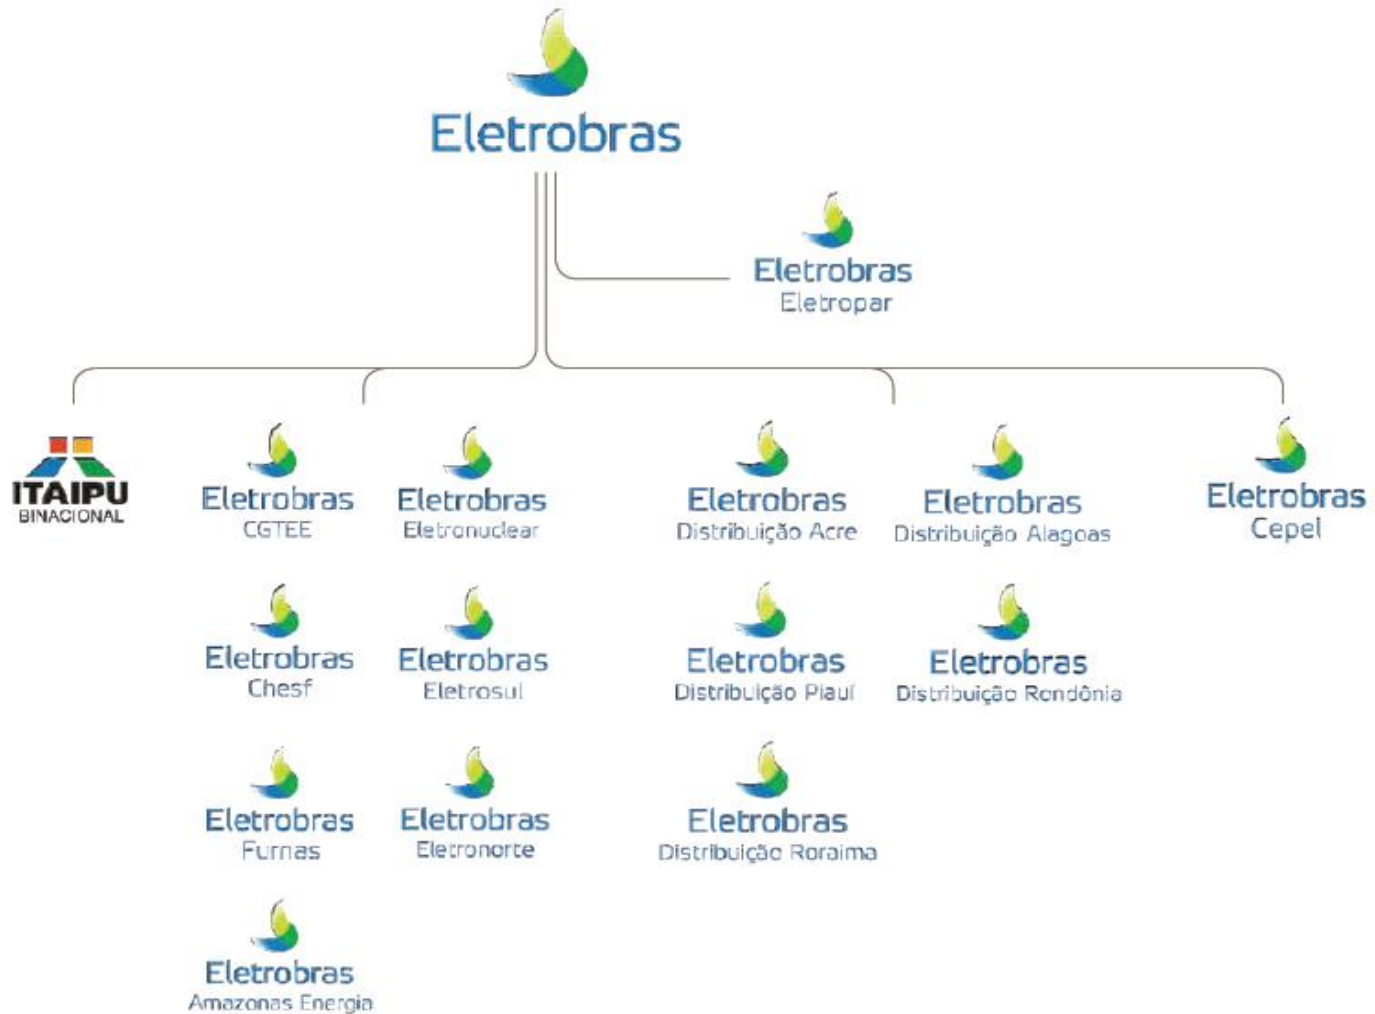 Eletrobras
Eletrobras
Eletropar
ITAIPU
BINACIONAL
Eletrobras
CGTEE
Eletrobras
Eletronuclear
Eletrobras
Distribuição Acre
Eletrobras
Distribuição Alagoas
Eletrobras
Cepel
Eletrobras
Chesf
Eletrobras
Eletrosul
Eletrobras
Distribuição Piauí
Eletrobras
Distribuição Rondônia
Eletrobras
Furnas
Eletrobras
Eletronorte
Eletrobras
Distribuição Roraima
Eletrobras
Amazonas Energia